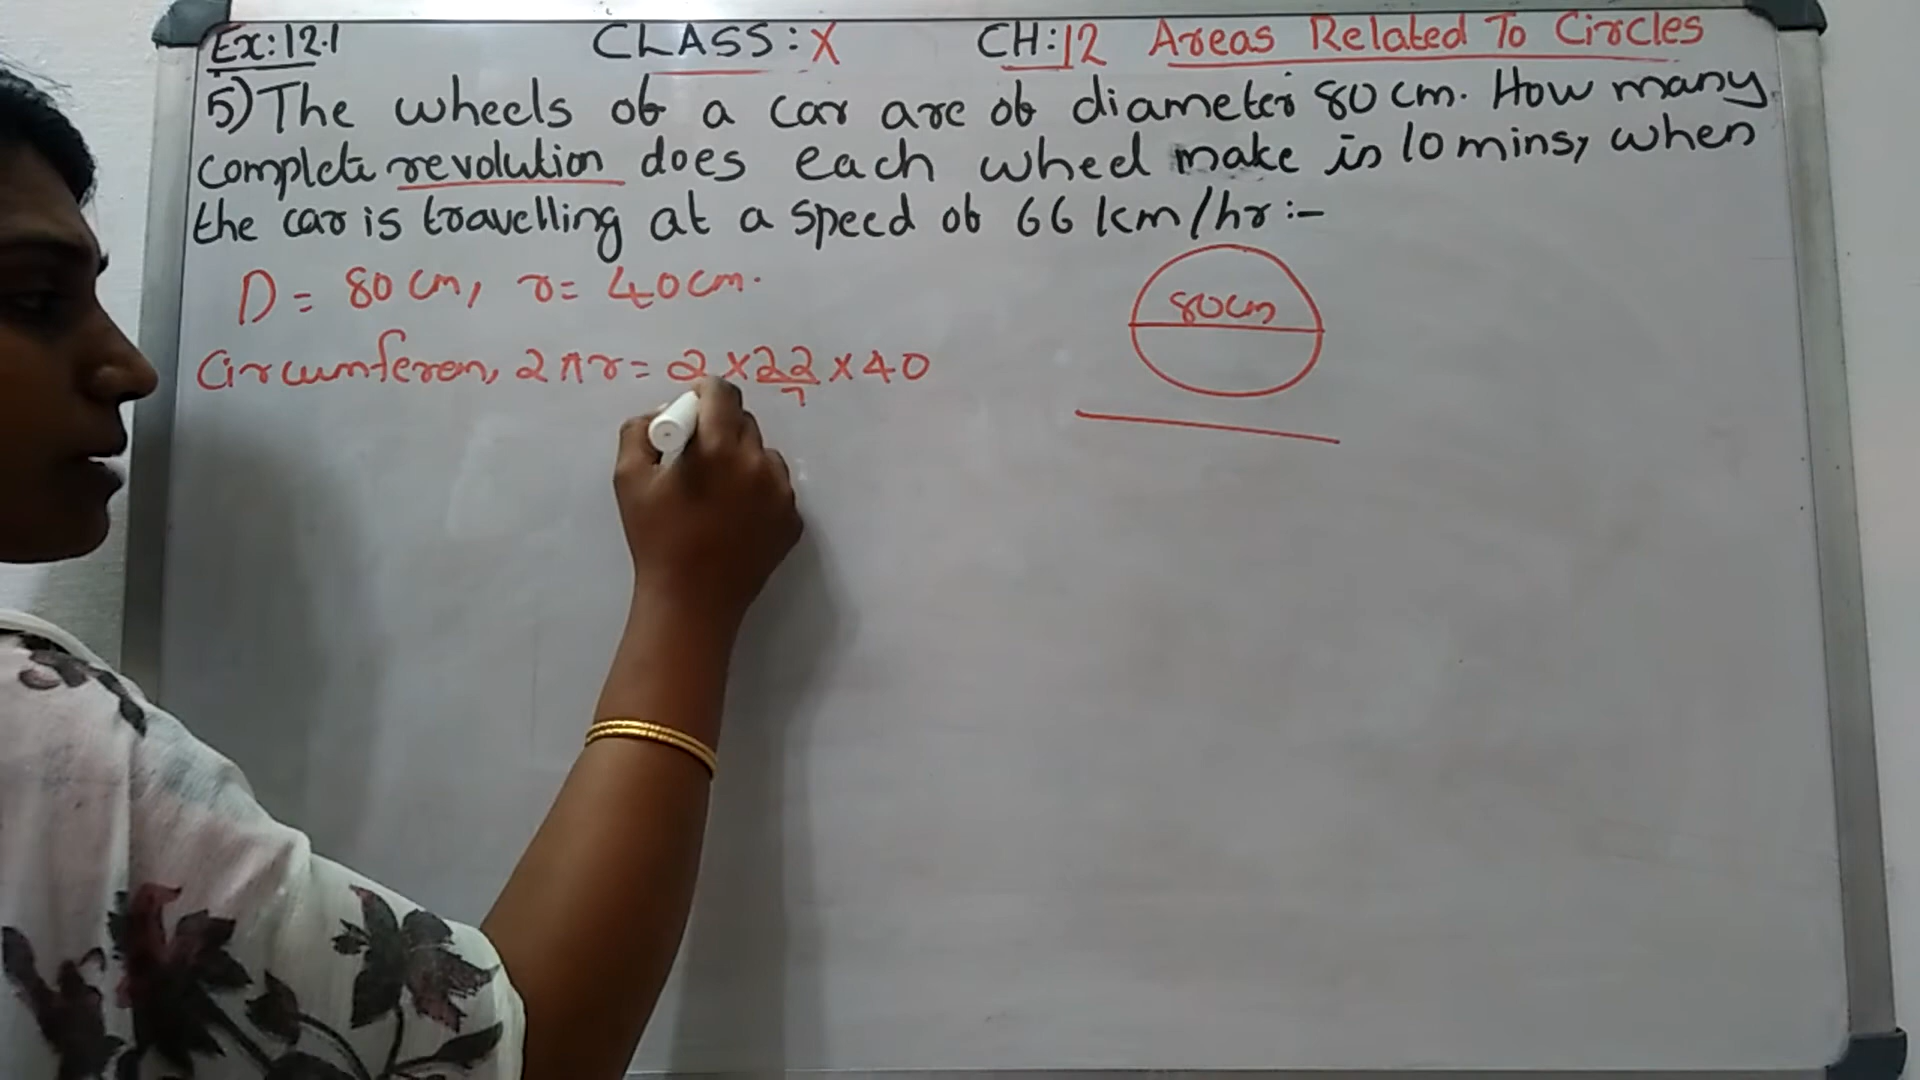 Ex:12.1 CLASS:X CH:12 Areas Related To Circles
5) The wheels of a car are of diameter 80 cm. How many
complete revolution does each wheel make in 10 mins, when
the car is travelling at a speed of 66 km/hr :-
D = 80 cm, r = 40 cm.
80cm
Circumferen, 2πr = 2 × 22/7 × 40